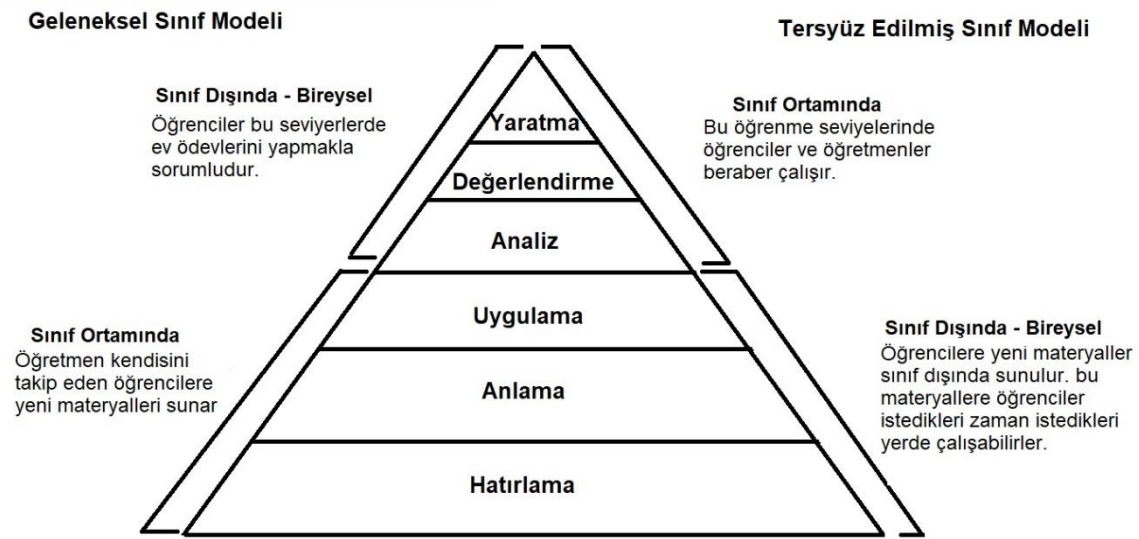 Geleneksel Sınıf Modeli
Tersyüz Edilmiş Sınıf Modeli
Sınıf Dışında - Bireysel
Öğrenciler bu seviyerlerde
ev ödevlerini yapmakla
sorumludur.
Sınıf Ortamında
Bu öğrenme seviyelerinde
öğrenciler ve öğretmenler
beraber çalışır.
Yaratma
Değerlendirme
Analiz
Uygulama
Anlama
Hatırlama
Sınıf Ortamında
Öğretmen kendisini
takip eden öğrencilere
yeni materyalleri sunar
Sınıf Dışında - Bireysel
Öğrencilere yeni materyaller
sınıf dışında sunulur. bu
materyallere öğrenciler
istedikleri zaman istedikleri
yerde çalışabilirler.